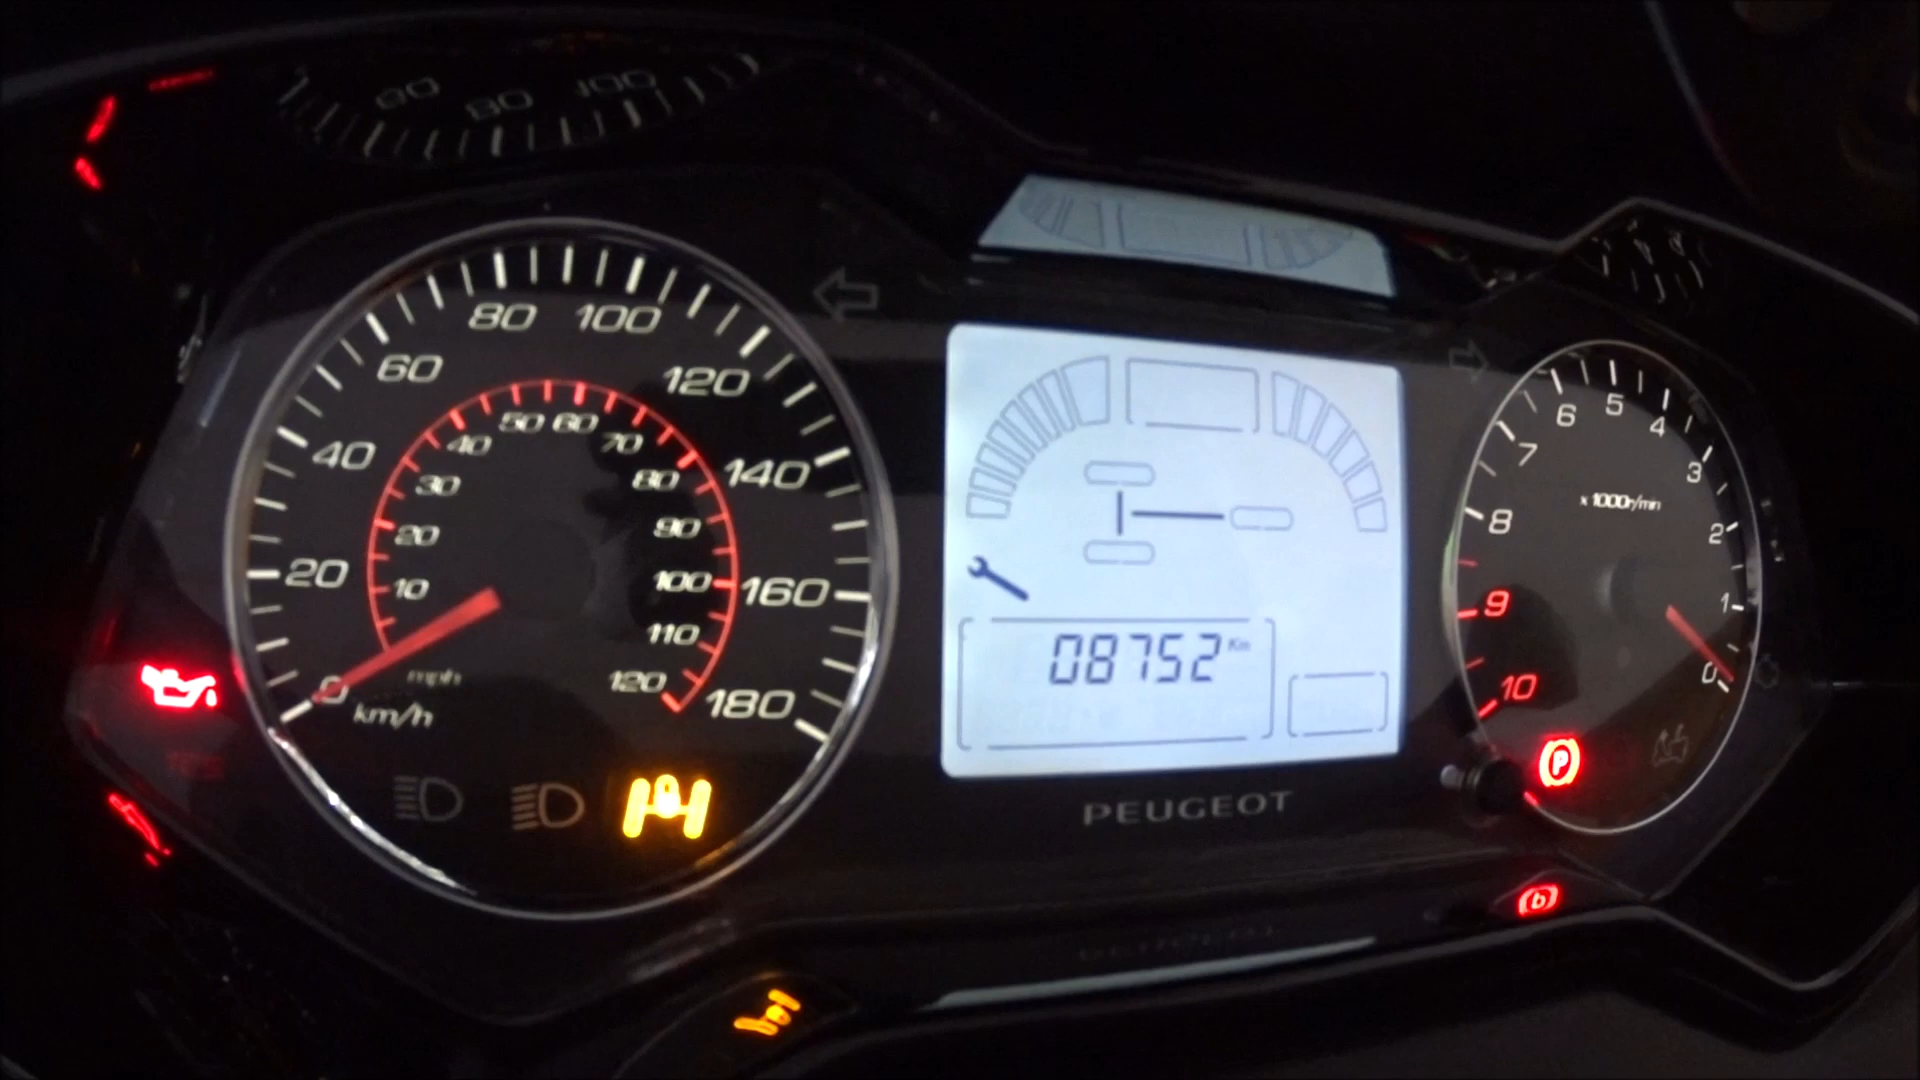 80 100
60 120
40 140
20 160
0 180
km/h
50 60
40 70
30 80
20 90
10 100
110
mph 120
08752 Km
PEUGEOT
6 5 4
7 3
x 1000r/min
8 2
9 1
10 0
P
60 80 100